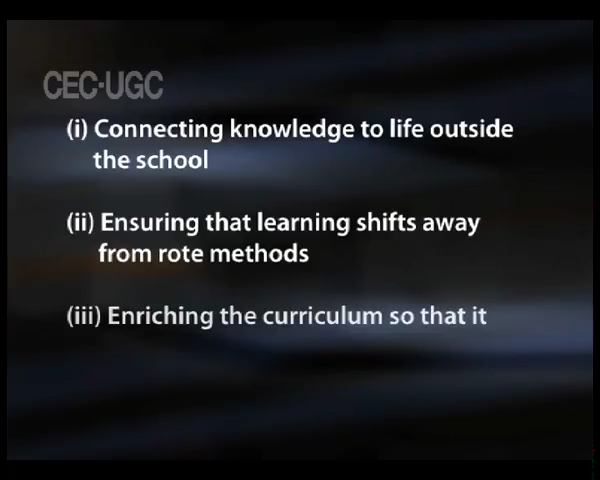 CEC-UGC
(i) Connecting knowledge to life outside
the school
(ii) Ensuring that learning shifts away
from rote methods
(iii) Enriching the curriculum so that it